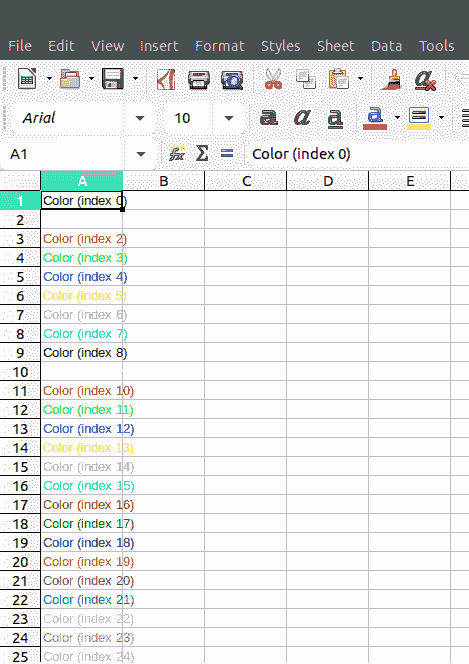 File Edit View Insert Format Styles Sheet Data Tools
Arial 10 a a a a
A1 fx Σ = Color (index 0)
A B C D E
1 Color (index 0)
2
3 Color (index 2)
4 Color (index 3)
5 Color (index 4)
6 Color (index 5)
7 Color (index 6)
8 Color (index 7)
9 Color (index 8)
10
11 Color (index 10)
12 Color (index 11)
13 Color (index 12)
14 Color (index 13)
15 Color (index 14)
16 Color (index 15)
17 Color (index 16)
18 Color (index 17)
19 Color (index 18)
20 Color (index 19)
21 Color (index 20)
22 Color (index 21)
23 Color (index 22)
24 Color (index 23)
25 Color (index 24)